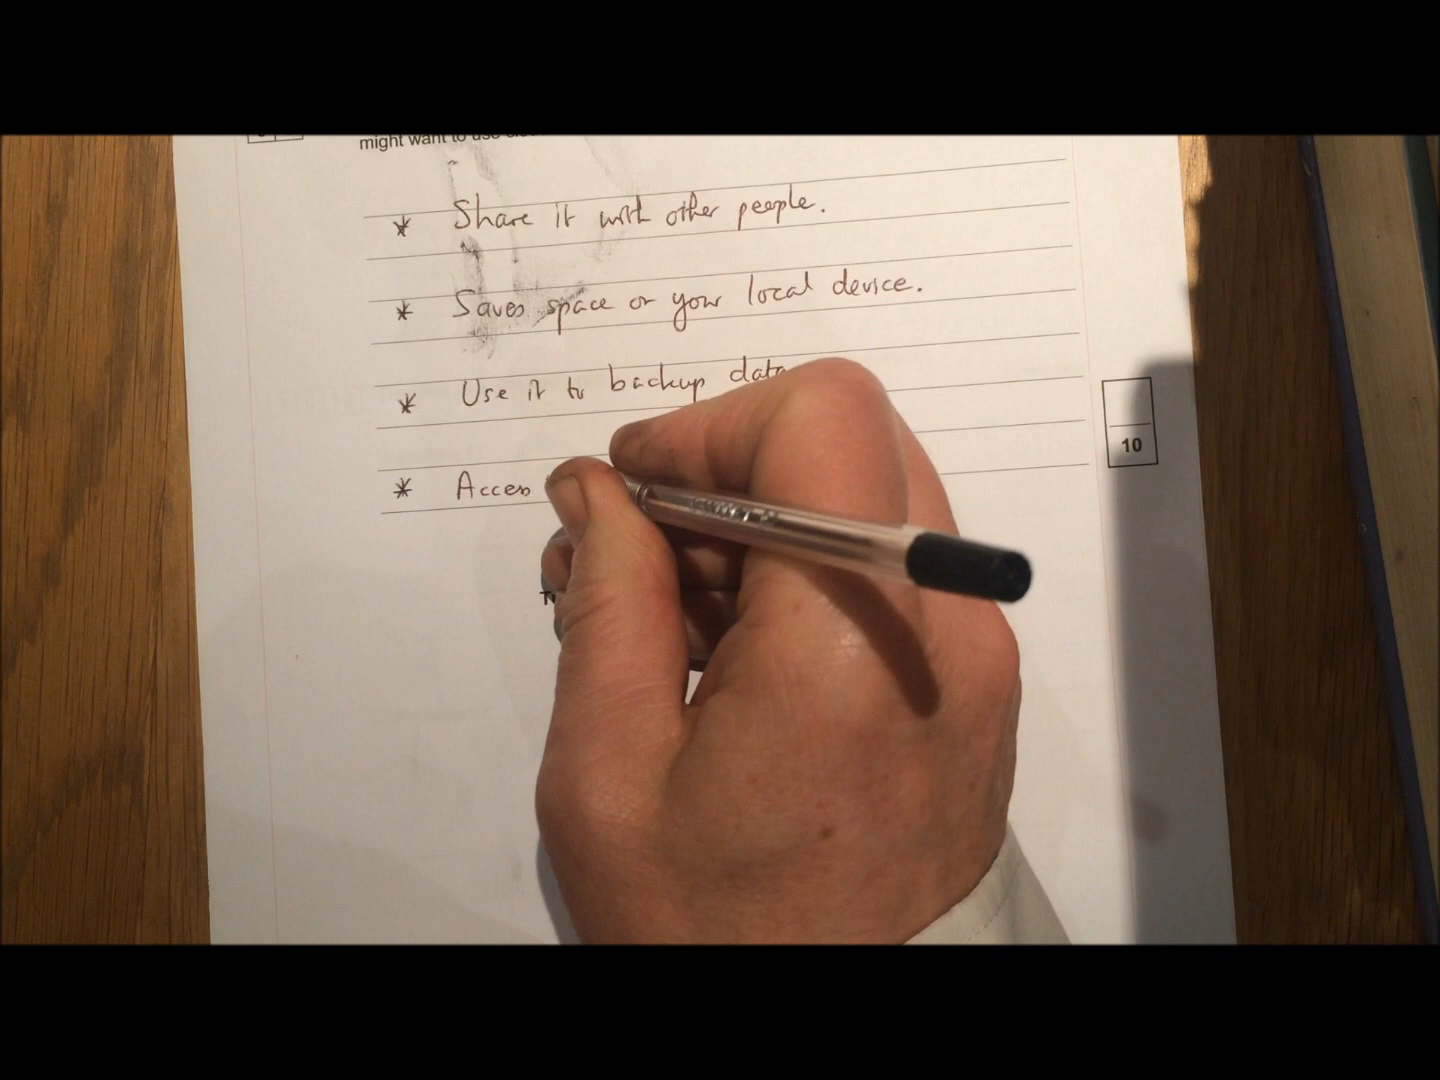 might want to use
* Share it with other people.
* Saves space on your local device.
* Use it to backup data
* Access
10